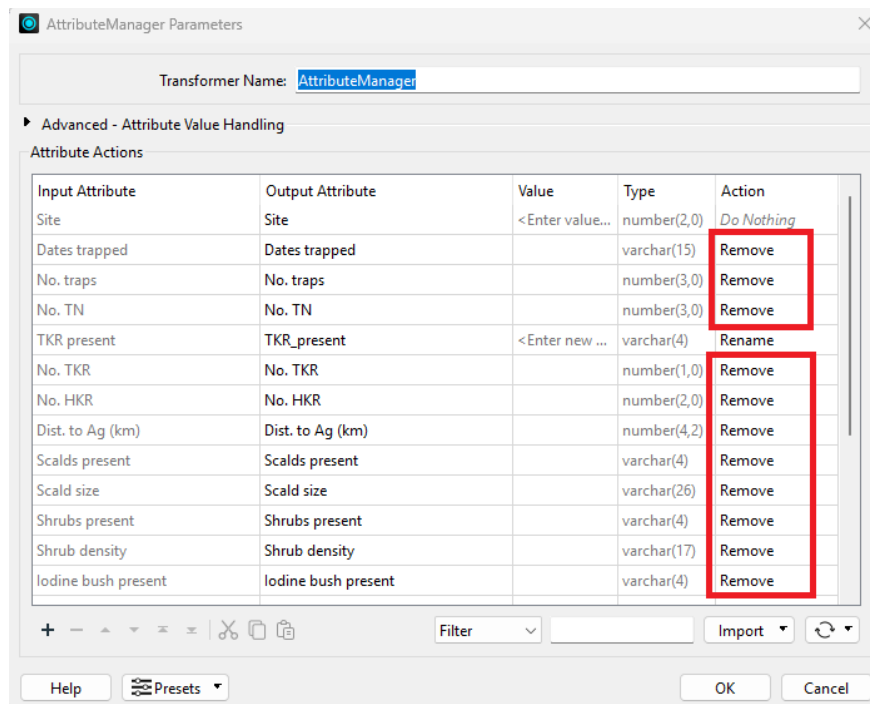 AttributeManager Parameters
Transformer Name: AttributeManager
Advanced - Attribute Value Handling
Attribute Actions
Input Attribute Output Attribute Value Type Action
Site Site <Enter value... number(2,0) Do Nothing
Dates trapped Dates trapped varchar(15) Remove
No. traps No. traps number(3,0) Remove
No. TN No. TN number(3,0) Remove
TKR present TKR_present <Enter new ... varchar(4) Rename
No. TKR No. TKR number(1,0) Remove
No. HKR No. HKR number(2,0) Remove
Dist. to Ag (km) Dist. to Ag (km) number(4,2) Remove
Scalds present Scalds present varchar(4) Remove
Scald size Scald size varchar(26) Remove
Shrubs present Shrubs present varchar(4) Remove
Shrub density Shrub density varchar(17) Remove
Iodine bush present Iodine bush present varchar(4) Remove
Filter Import
Help Presets OK Cancel